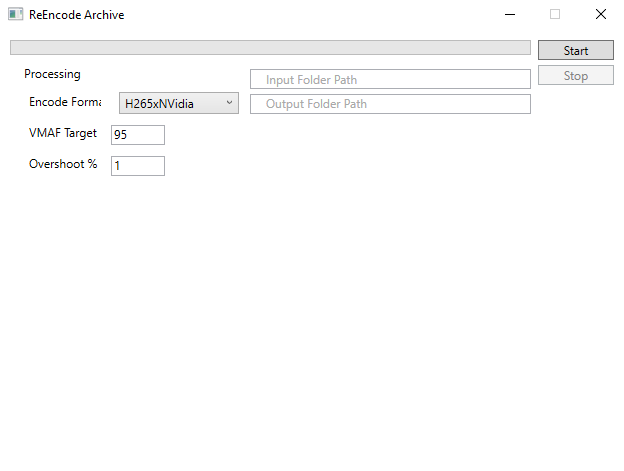 ReEncode Archive
Start
Processing
Input Folder Path
Stop
Encode Forma
H265xNVidia
Output Folder Path
VMAF Target
95
Overshoot %
1